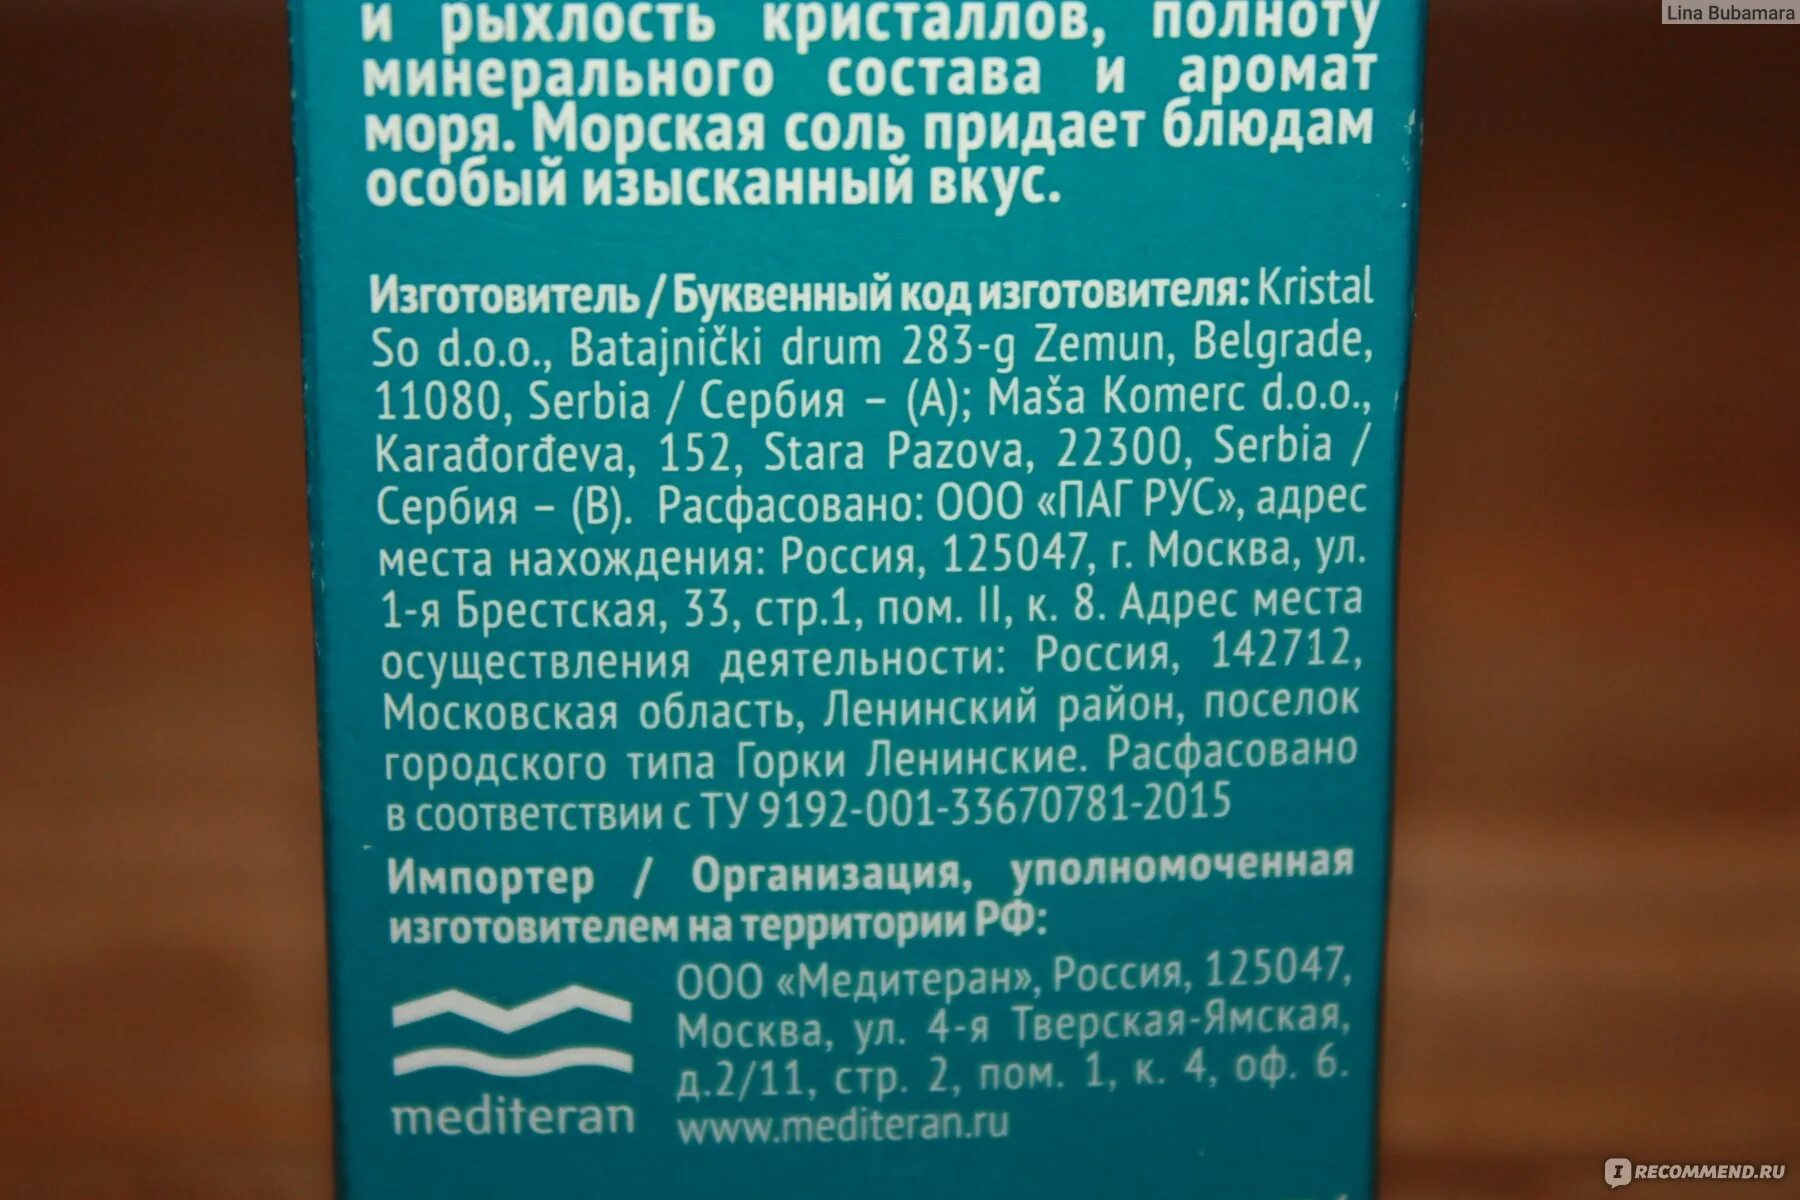 Lina Bubamara
и рыхлость кристаллов, полноту
минерального состава и аромат
моря. Морская соль придает блюдам
особый изысканный вкус.
Изготовитель / Буквенный код изготовителя: Kristal
So d.o.o., Batajnički drum 283-g Zemun, Belgrade,
11080, Serbia / Сербия – (A); Maša Komerc d.o.o.,
Karađorđeva, 152, Stara Pazova, 22300, Serbia /
Сербия – (B). Расфасовано: ООО «ПАГ РУС», адрес
места нахождения: Россия, 125047, г. Москва, ул.
1-я Брестская, 33, стр.1, пом. II, к. 8. Адрес места
осуществления деятельности: Россия, 142712,
Московская область, Ленинский район, поселок
городского типа Горки Ленинские. Расфасовано
в соответствии с ТУ 9192-001-33670781-2015
Импортер / Организация, уполномоченная
изготовителем на территории РФ:
ООО «Медитеран», Россия, 125047,
Москва, ул. 4-я Тверская-Ямская,
д.2/11, стр. 2, пом. 1, к. 4, оф. 6.
www.mediteran.ru
mediteran
IRECOMMEND.RU